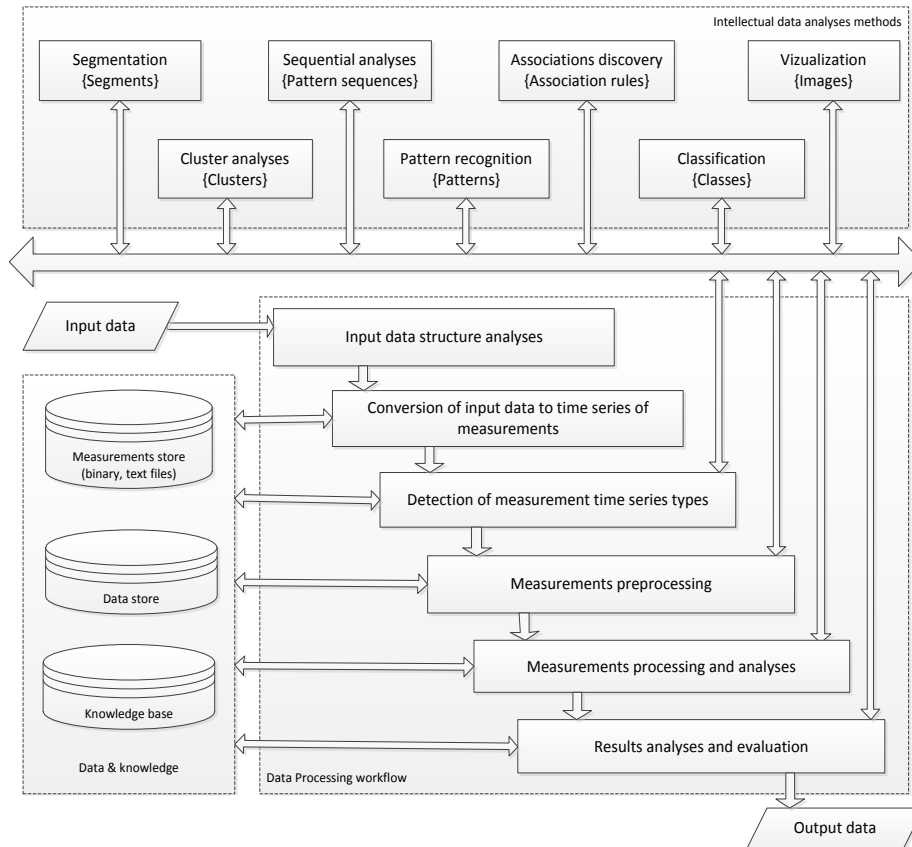 Intellectual data analyses methods
Segmentation
{Segments}
Sequential analyses
{Pattern sequences}
Associations discovery
{Association rules}
Vizualization
{Images}
Cluster analyses
{Clusters}
Pattern recognition
{Patterns}
Classification
{Classes}
Input data
Input data structure analyses
Conversion of input data to time series of
measurements
Measurements store
(binary, text files)
Detection of measurement time series types
Data store
Measurements preprocessing
Measurements processing and analyses
Knowledge base
Results analyses and evaluation
Data & knowledge
Data Processing workflow
Output data